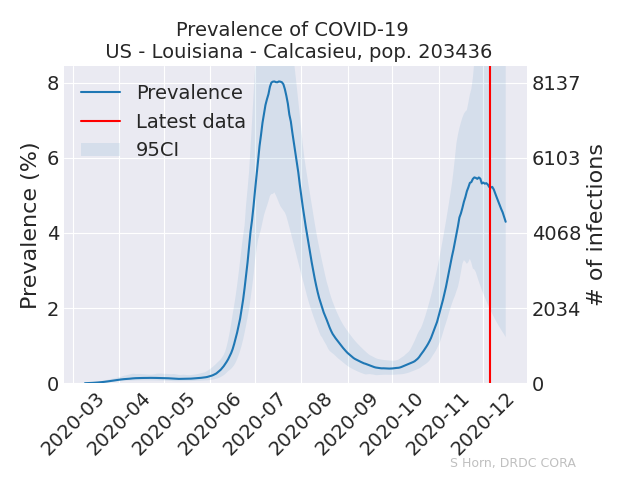 Prevalence of COVID-19
US - Louisiana - Calcasieu, pop. 203436
Prevalence
Latest data
95CI
Prevalence (%)
8
6
4
2
0
8137
6103
4068
2034
0
# of infections
2020-03
2020-04
2020-05
2020-06
2020-07
2020-08
2020-09
2020-10
2020-11
2020-12
S Horn, DRDC CORA